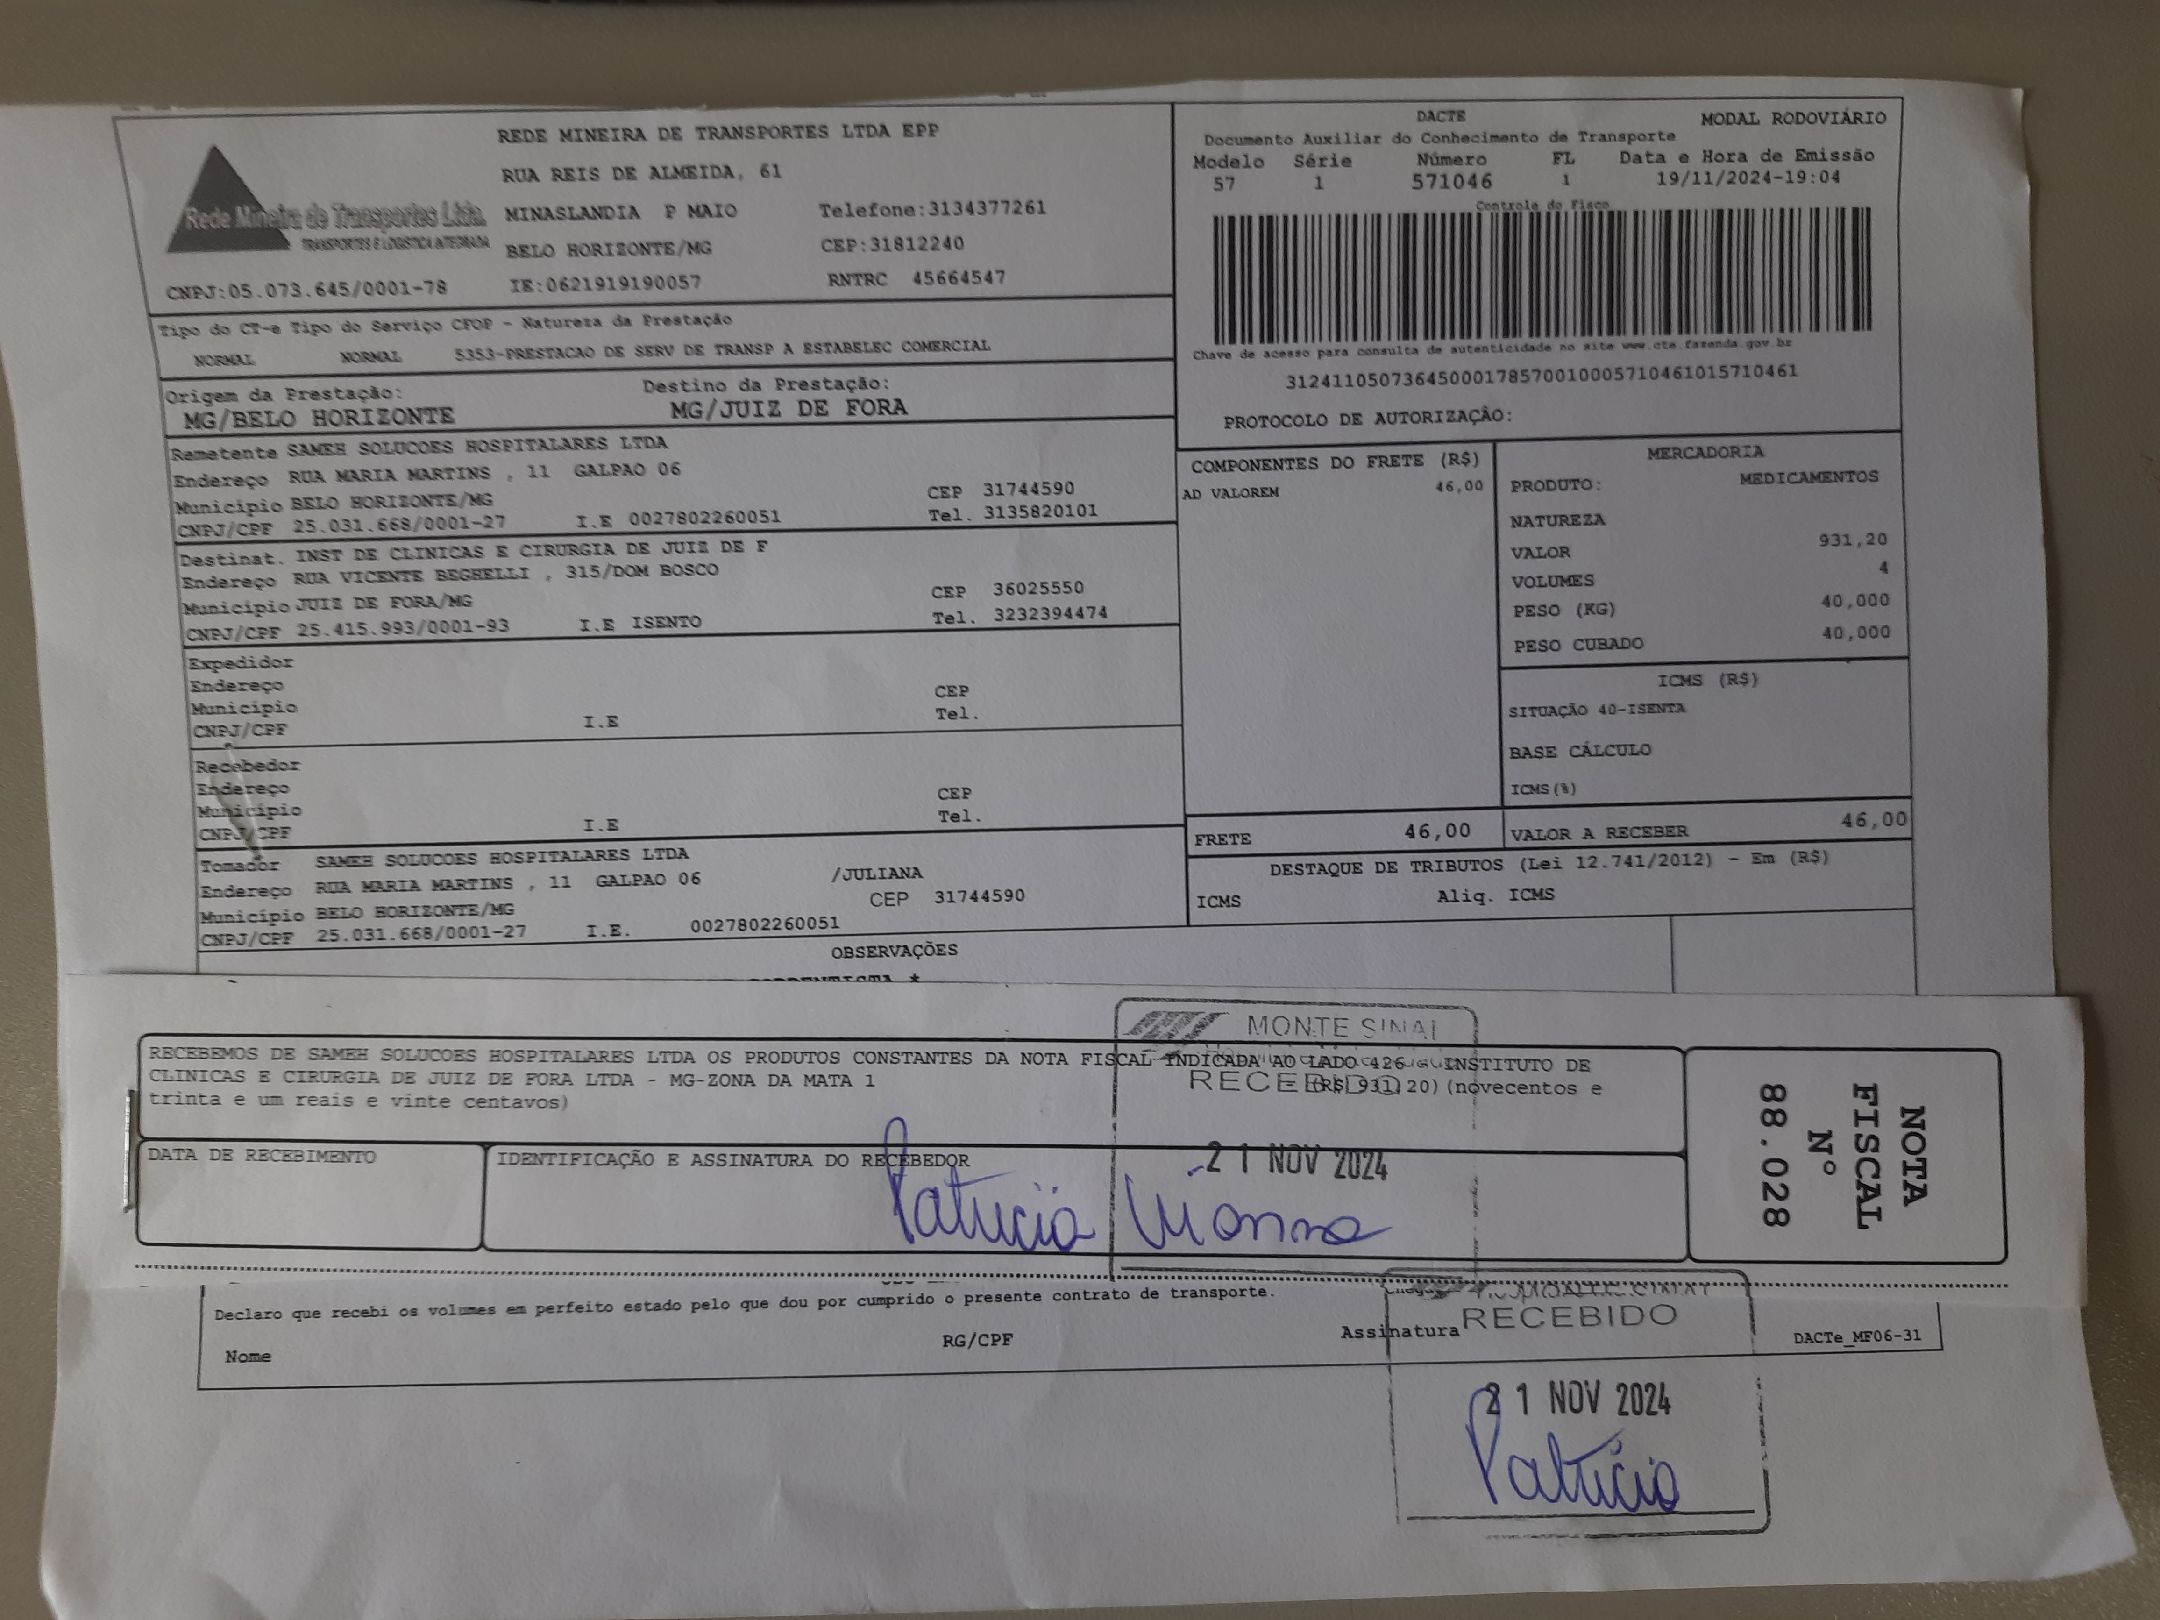 REDE MINEIRA DE TRANSPORTES LTDA EPP
RUA REIS DE ALMEIDA, 61
Rede Mineira de Transportes Ltda.
TRANSPORTES E LOGISTICA INTEGRADA
MINASLANDIA P MAIO Telefone:3134377261
BELO HORIZONTE/MG CEP:31812240
CNPJ:05.073.645/0001-78 IE:0621919190057 RNTRC 45664547
DACTE MODAL RODOVIÁRIO
Documento Auxiliar do Conhecimento de Transporte
Modelo Série Número FL Data e Hora de Emissão
57 1 571046 1 19/11/2024-19:04
Controle do Fisco
Chave de acesso para consulta de autenticidade no site www.cte.fazenda.gov.br
31241105073645000178570010005710461015710461
PROTOCOLO DE AUTORIZAÇÃO:
Tipo do CT-e Tipo do Serviço CFOP - Natureza da Prestação
NORMAL NORMAL 5353-PRESTACAO DE SERV DE TRANSP A ESTABELEC COMERCIAL
Origem da Prestação: Destino da Prestação:
MG/BELO HORIZONTE MG/JUIZ DE FORA
Remetente SAMEH SOLUCOES HOSPITALARES LTDA
Endereço RUA MARIA MARTINS , 11 GALPAO 06
Município BELO HORIZONTE/MG CEP 31744590
CNPJ/CPF 25.031.668/0001-27 I.E 0027802260051 Tel. 3135820101
Destinat. INST DE CLINICAS E CIRURGIA DE JUIZ DE F
Endereço RUA VICENTE BEGHELLI , 315/DOM BOSCO
Município JUIZ DE FORA/MG CEP 36025550
CNPJ/CPF 25.415.993/0001-93 I.E ISENTO Tel. 3232394474
Expedidor
Endereço
Município CEP
CNPJ/CPF I.E Tel.
Recebedor
Endereço
Município CEP
CNPJ/CPF I.E Tel.
Tomador SAMEH SOLUCOES HOSPITALARES LTDA
Endereço RUA MARIA MARTINS , 11 GALPAO 06 /JULIANA
Município BELO HORIZONTE/MG CEP 31744590
CNPJ/CPF 25.031.668/0001-27 I.E. 0027802260051
COMPONENTES DO FRETE (R$)
AD VALOREM 46,00
MERCADORIA
PRODUTO: MEDICAMENTOS
NATUREZA
VALOR 931,20
VOLUMES 4
PESO (KG) 40,000
PESO CUBADO 40,000
ICMS (R$)
SITUAÇÃO 40-ISENTA
BASE CÁLCULO
ICMS(%)
FRETE 46,00 VALOR A RECEBER 46,00
DESTAQUE DE TRIBUTOS (Lei 12.741/2012) - Em (R$)
ICMS Aliq. ICMS
OBSERVAÇÕES
MONTE SINAI
RECEBIDO
21 NOV 2024
RECEBEMOS DE SAMEH SOLUCOES HOSPITALARES LTDA OS PRODUTOS CONSTANTES DA NOTA FISCAL INDICADA AO LADO 426 INSTITUTO DE
CLINICAS E CIRURGIA DE JUIZ DE FORA LTDA - MG-ZONA DA MATA 1 (R$ 931,20) (novecentos e
trinta e um reais e vinte centavos)
DATA DE RECEBIMENTO IDENTIFICAÇÃO E ASSINATURA DO RECEBEDOR
Patrícia Vianna
NOTA
FISCAL
Nº
88.028
Declaro que recebi os volumes em perfeito estado pelo que dou por cumprido o presente contrato de transporte.
Nome RG/CPF Assinatura DACTe_MF06-31
RECEBIDO
21 NOV 2024
Patrícia